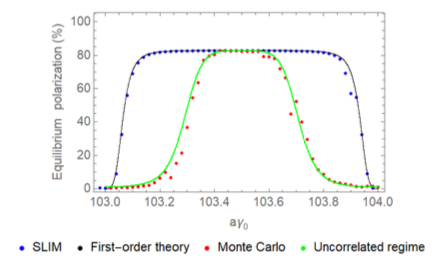 Equilibrium polarization (%)
100
80
60
40
20
0
103.0 103.2 103.4 103.6 103.8 104.0
aγ0
SLIM First-order theory Monte Carlo Uncorrelated regime